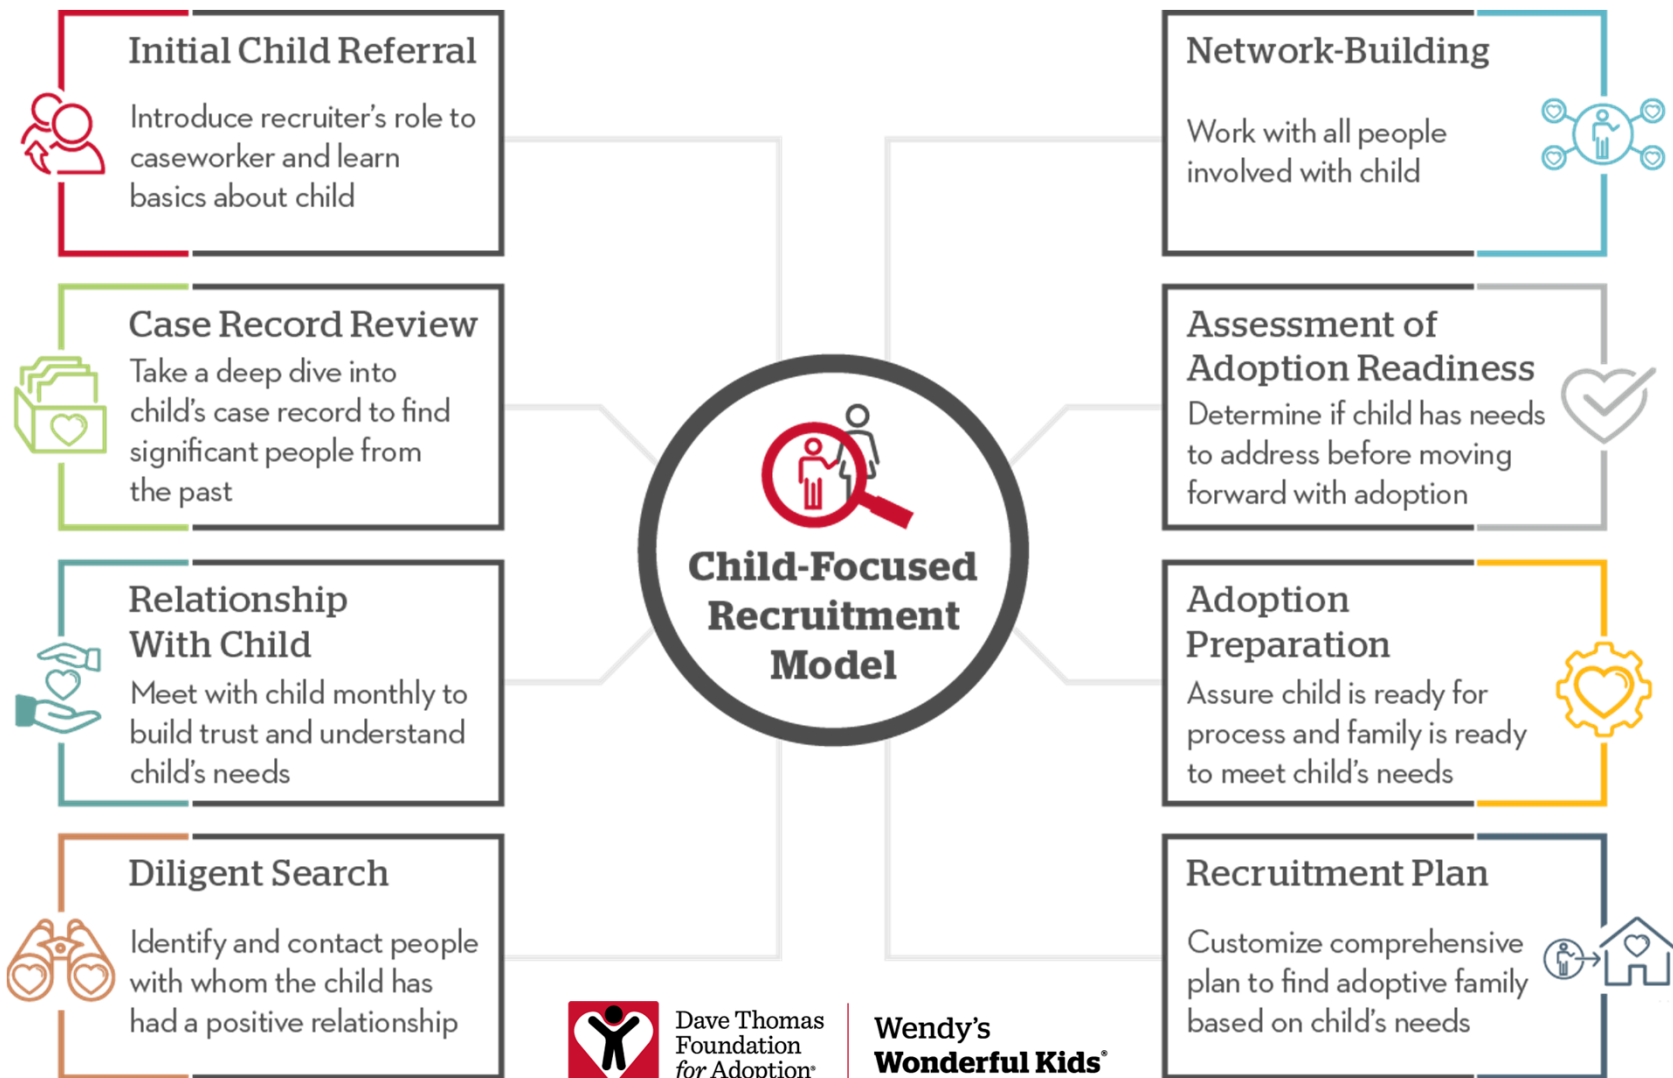 Initial Child Referral
Introduce recruiter's role to
caseworker and learn
basics about child
Case Record Review
Take a deep dive into
child's case record to find
significant people from
the past
Relationship
With Child
Meet with child monthly to
build trust and understand
child's needs
Diligent Search
Identify and contact people
with whom the child has
had a positive relationship
Child-Focused
Recruitment
Model
Network-Building
Work with all people
involved with child
Assessment of
Adoption Readiness
Determine if child has needs
to address before moving
forward with adoption
Adoption
Preparation
Assure child is ready for
process and family is ready
to meet child's needs
Recruitment Plan
Customize comprehensive
plan to find adoptive family
based on child's needs
Dave Thomas
Foundation
for Adoption®
Wendy's
Wonderful Kids®